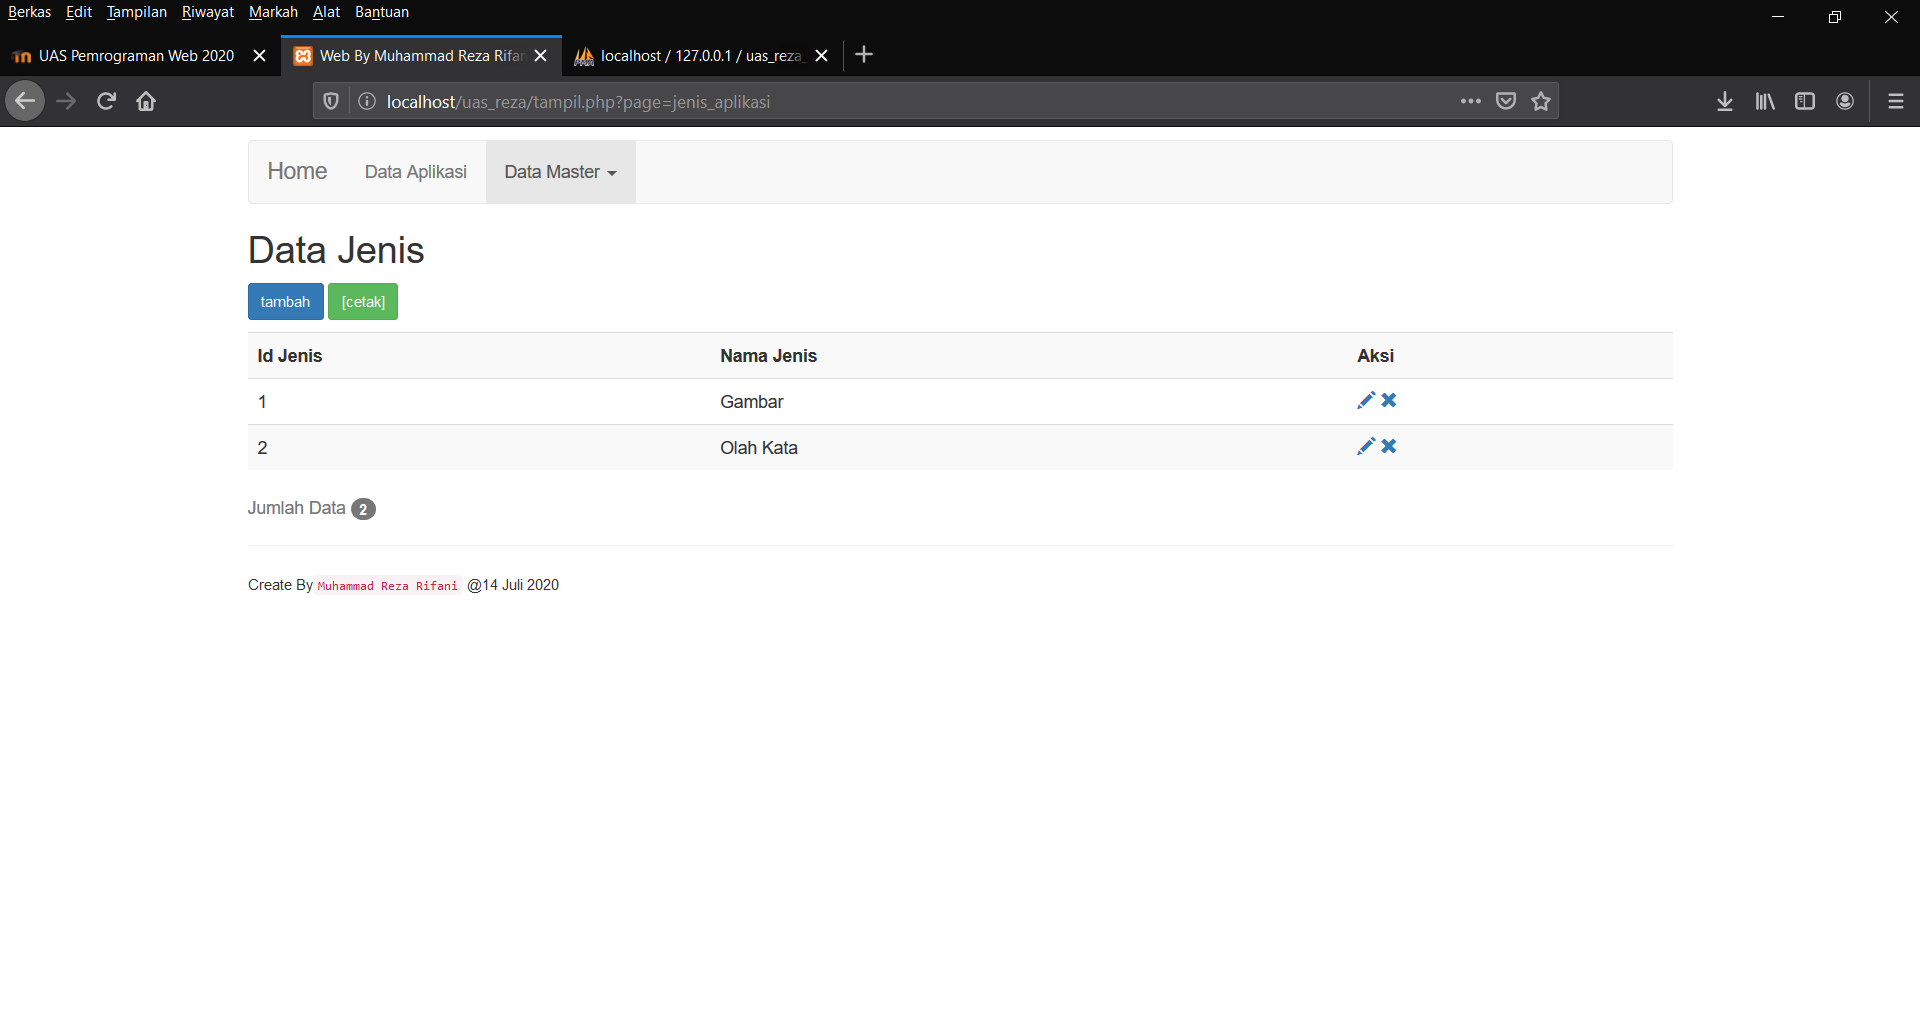 Berkas Edit Tampilan Riwayat Markah Alat Bantuan
UAS Pemrograman Web 2020 Web By Muhammad Reza Rifan localhost / 127.0.0.1 / uas_reza_
localhost/uas_reza/tampil.php?page=jenis_aplikasi
Home Data Aplikasi Data Master
Data Jenis
tambah [cetak]
Id Jenis Nama Jenis Aksi
1 Gambar
2 Olah Kata
Jumlah Data 2
Create By Muhammad Reza Rifani @14 Juli 2020